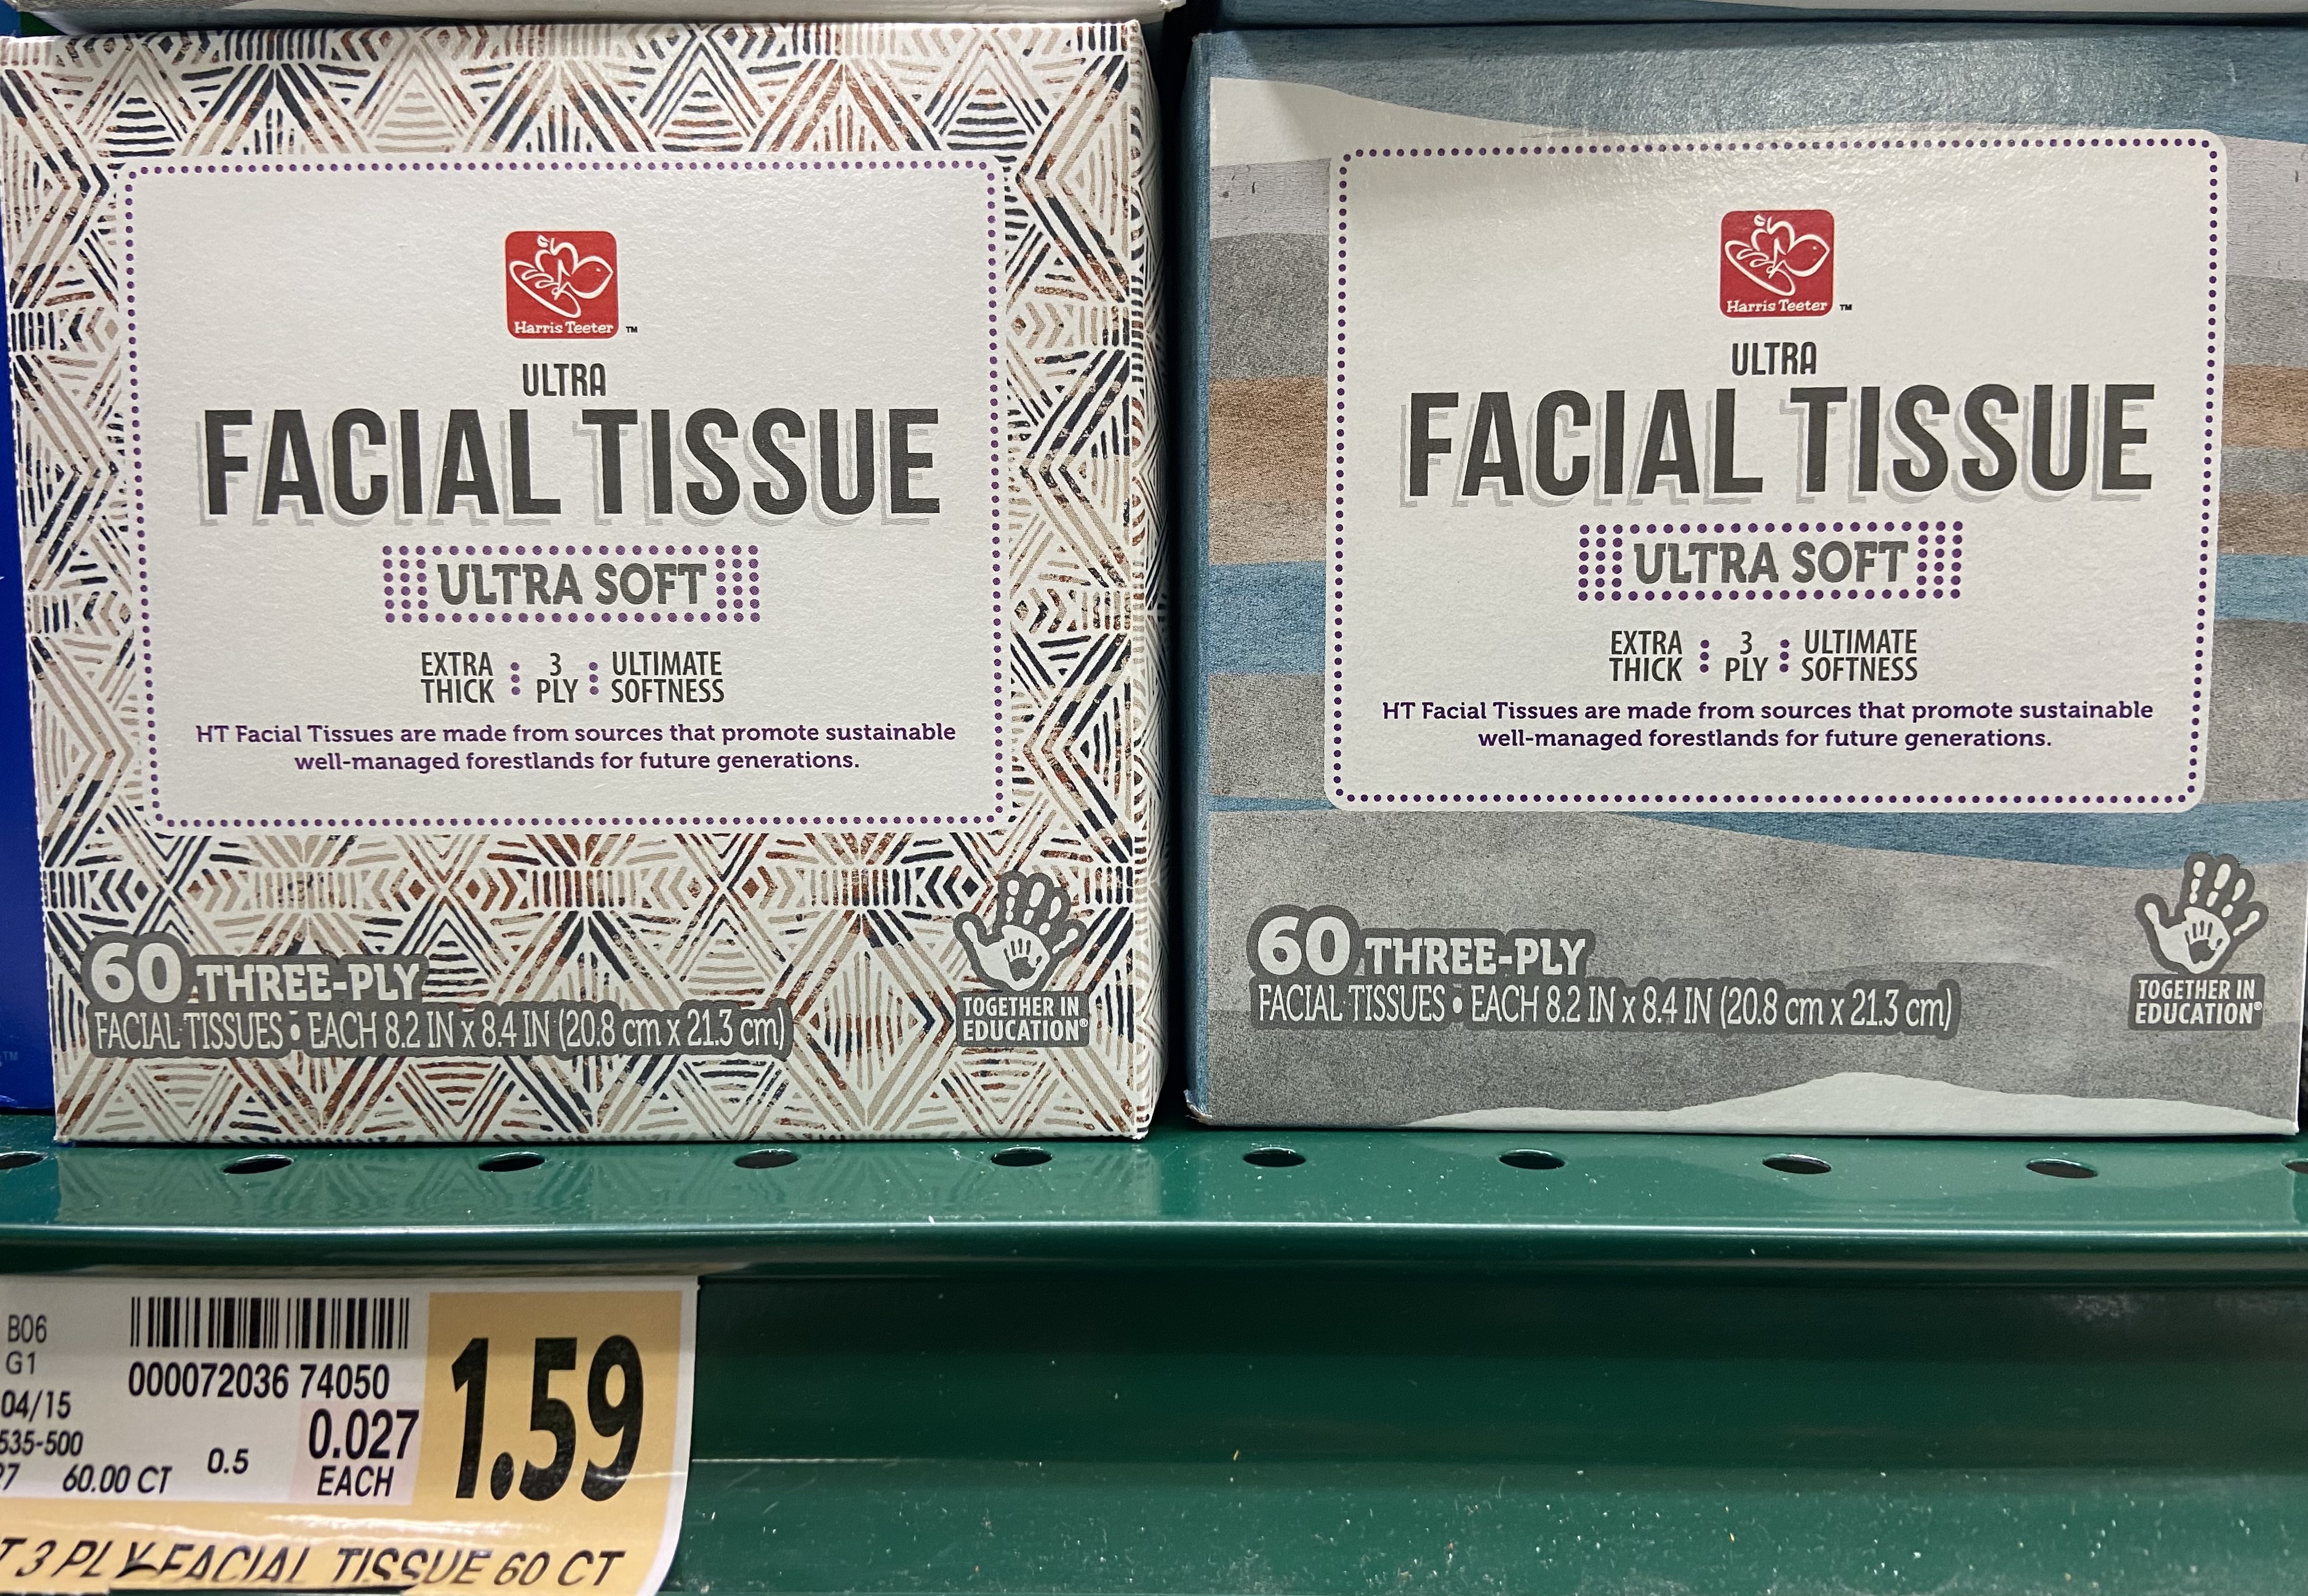 Harris Teeter™
ULTRA
FACIAL TISSUE
ULTRA SOFT
EXTRA THICK
3 PLY
ULTIMATE SOFTNESS
HT Facial Tissues are made from sources that promote sustainable
well-managed forestlands for future generations.
60 THREE-PLY
FACIAL TISSUES • EACH 8.2 IN x 8.4 IN (20.8 cm x 21.3 cm)
TOGETHER IN
EDUCATION®
Harris Teeter™
ULTRA
FACIAL TISSUE
ULTRA SOFT
EXTRA THICK
3 PLY
ULTIMATE SOFTNESS
HT Facial Tissues are made from sources that promote sustainable
well-managed forestlands for future generations.
60 THREE-PLY
FACIAL TISSUES • EACH 8.2 IN x 8.4 IN (20.8 cm x 21.3 cm)
TOGETHER IN
EDUCATION®
B06
G1
000072036 74050
1.59
04/15
535-500
0.027
EACH
60.00 CT
0.5
T 3 PLY FACIAL TISSUE 60 CT